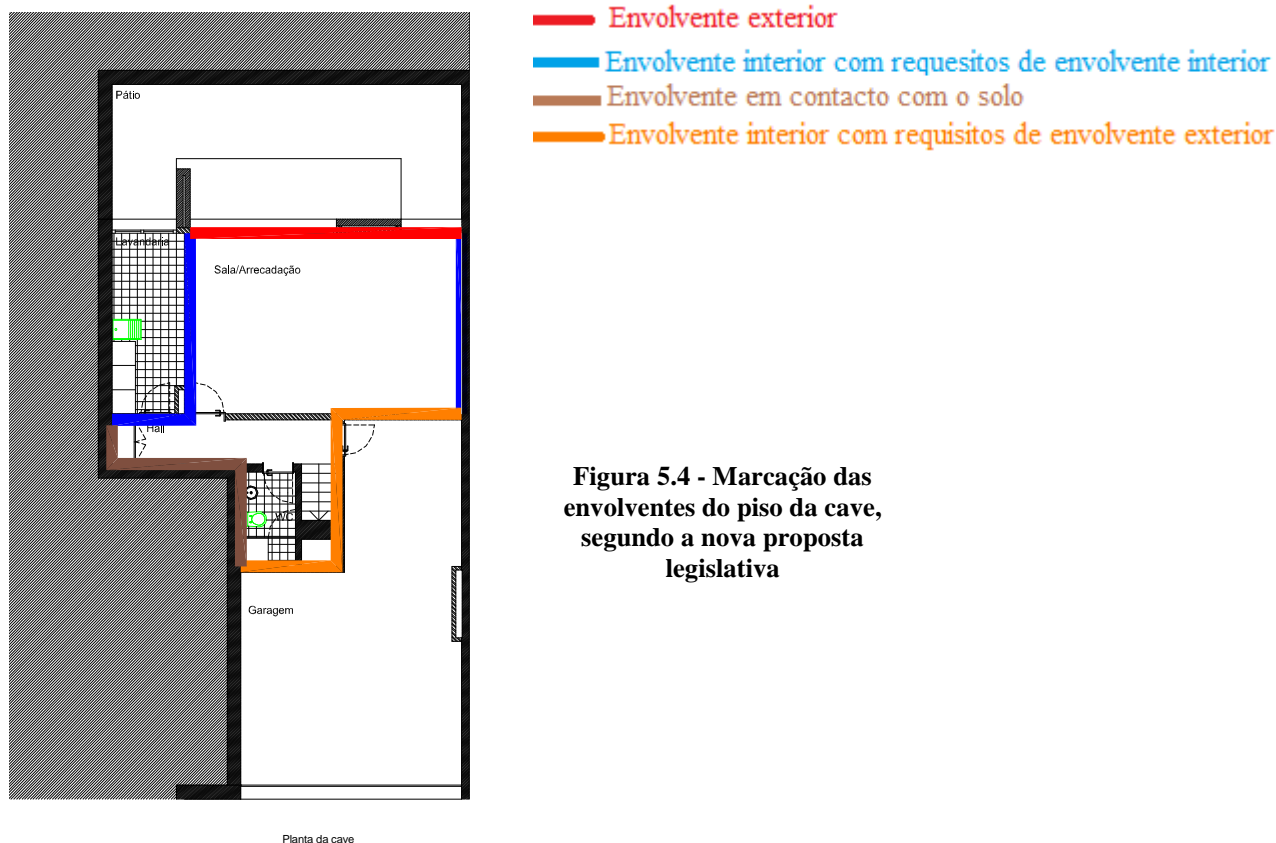 Envolvente exterior
Envolvente interior com requesitos de envolvente interior
Envolvente em contacto com o solo
Envolvente interior com requisitos de envolvente exterior
Pátio
Lavandaria
Sala/Arrecadação
Hall
WC
Garagem
Figura 5.4 - Marcação das
envolventes do piso da cave,
segundo a nova proposta
legislativa
Planta da cave